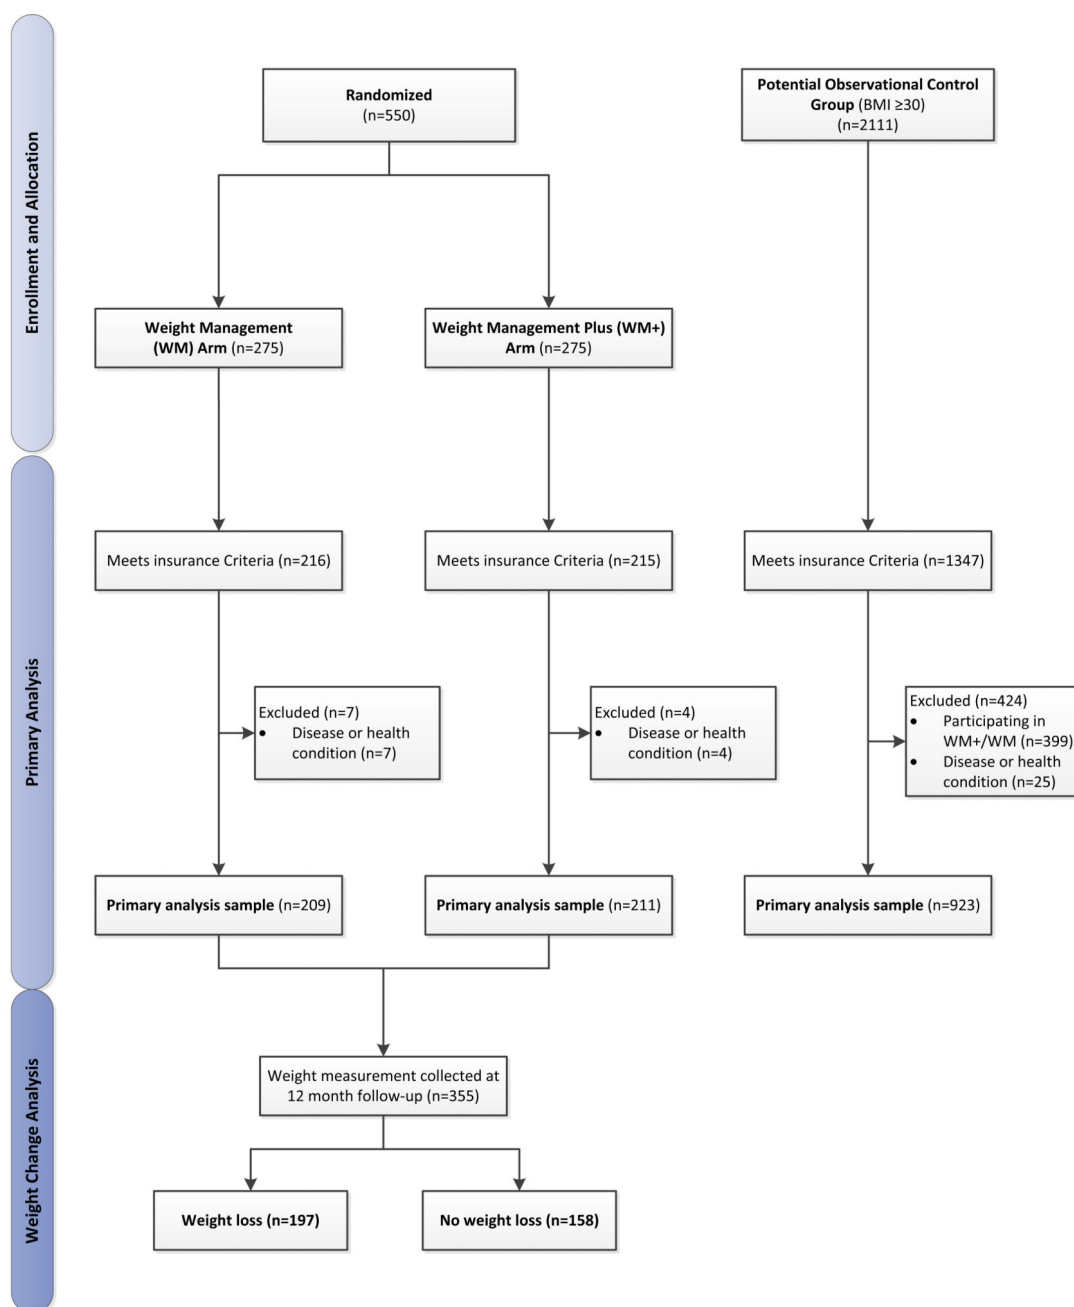 Enrollment and Allocation
Randomized
(n=550)
Potential Observational Control
Group (BMI ≥30)
(n=2111)
Weight Management
(WM) Arm (n=275)
Weight Management Plus (WM+)
Arm (n=275)
Primary Analysis
Meets insurance Criteria (n=216)
Meets insurance Criteria (n=215)
Meets insurance Criteria (n=1347)
Excluded (n=7)
• Disease or health
condition (n=7)
Excluded (n=4)
• Disease or health
condition (n=4)
Excluded (n=424)
• Participating in
WM+/WM (n=399)
• Disease or health
condition (n=25)
Primary analysis sample (n=209)
Primary analysis sample (n=211)
Primary analysis sample (n=923)
Weight Change Analysis
Weight measurement collected at
12 month follow-up (n=355)
Weight loss (n=197)
No weight loss (n=158)